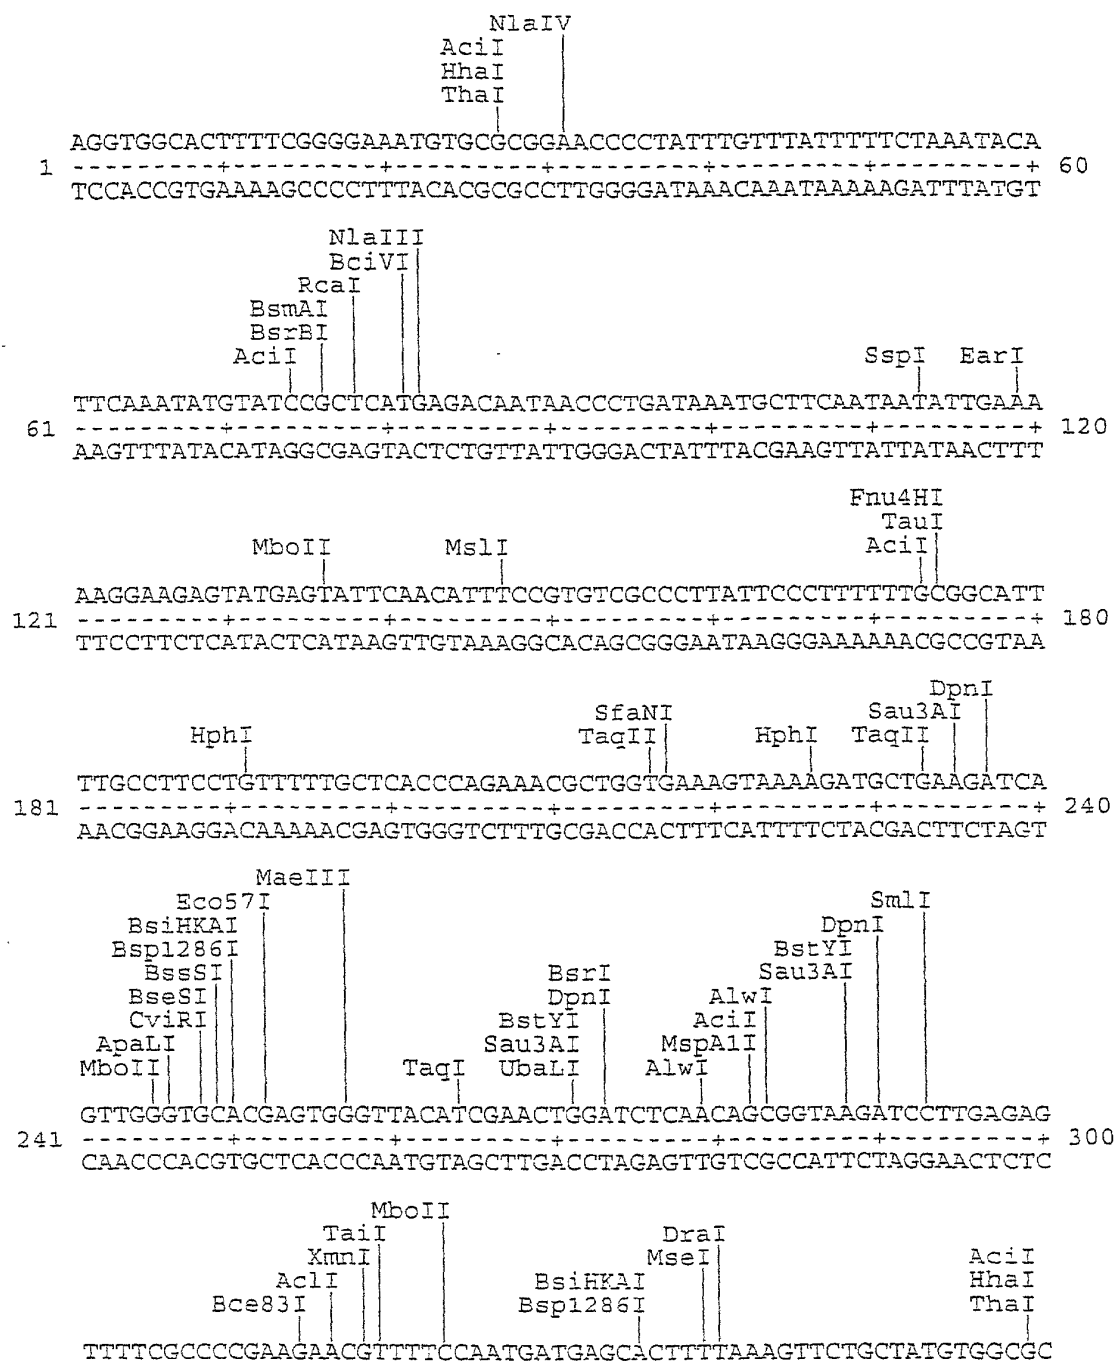 NlaIV
AciI
HhaI
ThaI
AGGTGGCACTTTTCGGGGAAATGTGCGCGGAACCCCTATTTGTTTATTTTTCTAAATACA
1 ---------+---------+---------+---------+---------+---------+ 60
TCCACCGTGAAAAGCCCCTTTACACGCGCCTTGGGGATAAACAAATAAAAAGATTTATGT
NlaIII
BciVI
RcaI
BsmAI
BsrBI
AciI SspI EarI
TTCAAATATGTATCCGCTCATGAGACAATAACCCTGATAAATGCTTCAATAATATTGAAA
61 ---------+---------+---------+---------+---------+---------+ 120
AAGTTTATACATAGGCGAGTACTCTGTTATTGGGACTATTTACGAAGTTATTATAACTTT
Fnu4HI
TauI
MboII MslI AciI
AAGGAAGAGTATGAGTATTCAACATTTCCGTGTCGCCCTTATTCCCTTTTTTGCGGCATT
121 ---------+---------+---------+---------+---------+---------+ 180
TTCCTTCTCATACTCATAAGTTGTAAAGGCACAGCGGGAATAAGGGAAAAAACGCCGTAA
DpnI
SfaNI Sau3AI
HphI TaqII HphI TaqII
TTGCCTTCCTGTTTTTGCTCACCCAGAAACGCTGGTGAAAGTAAAAGATGCTGAAGATCA
181 ---------+---------+---------+---------+---------+---------+ 240
AACGGAAGGACAAAAACGAGTGGGTCTTTGCGACCACTTTCATTTTCTACGACTTCTAGT
MaeIII
Eco57I SmlI
BsiHKAI DpnI
Bsp1286I BstYI
BssSI BsrI Sau3AI
BseSI DpnI AlwI
CviRI BstYI AciI
ApaLI Sau3AI MspA1I
MboII TaqI UbaLI AlwI
GTTGGGTGCACGAGTGGGTTACATCGAACTGGATCTCAACAGCGGTAAGATCCTTGAGAG
241 ---------+---------+---------+---------+---------+---------+ 300
CAACCCACGTGCTCACCCAATGTAGCTTGACCTAGAGTTGTCGCCATTCTAGGAACTCTC
MboII
TaiI DraI
XmnI MseI AciI
AclI BsiHKAI HhaI
Bce83I Bsp1286I ThaI
TTTTCGCCCCGAAGAACGTTTTCCAATGATGAGCACTTTTAAAGTTCTGCTATGTGGCGC